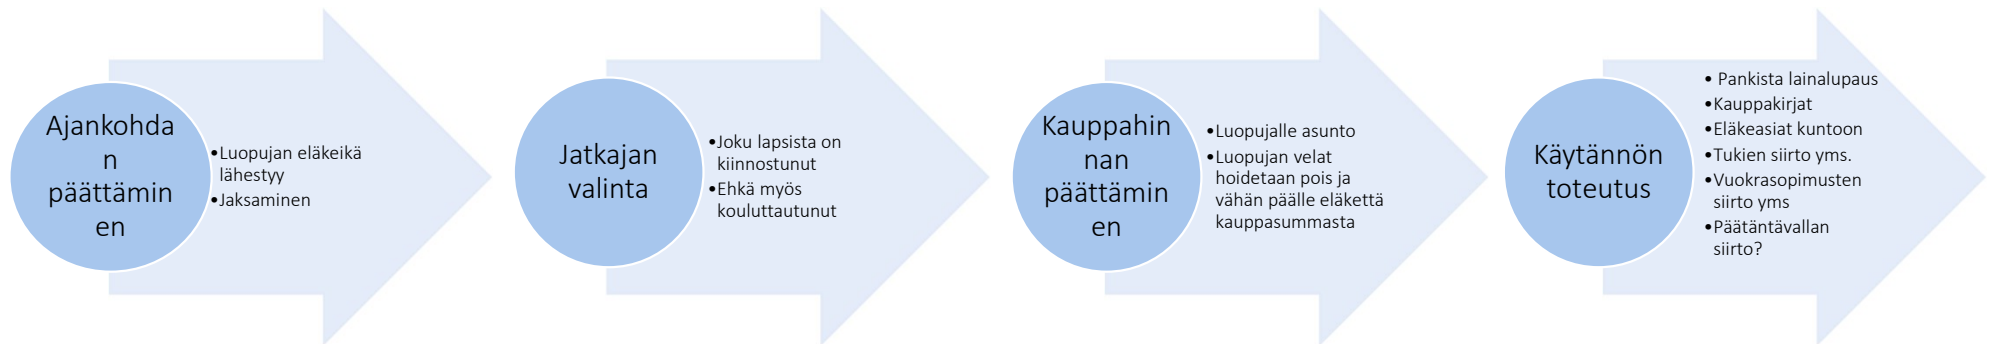 Ajankohda
n
päättämin
en
•Luopujan eläkeikä
lähestyy
•Jaksaminen
Jatkajan
valinta
•Joku lapsista on
kiinnostunut
•Ehkä myös
kouluttautunut
Kauppahin
nan
päättämin
en
•Luopujalle asunto
•Luopujan velat
hoidetaan pois ja
vähän päälle eläkettä
kauppasummasta
Käytännön
toteutus
• Pankista lainalupaus
•Kauppakirjat
•Eläkeasiat kuntoon
•Tukien siirto yms.
•Vuokrasopimusten
siirto yms
•Päätäntävallan
siirto?